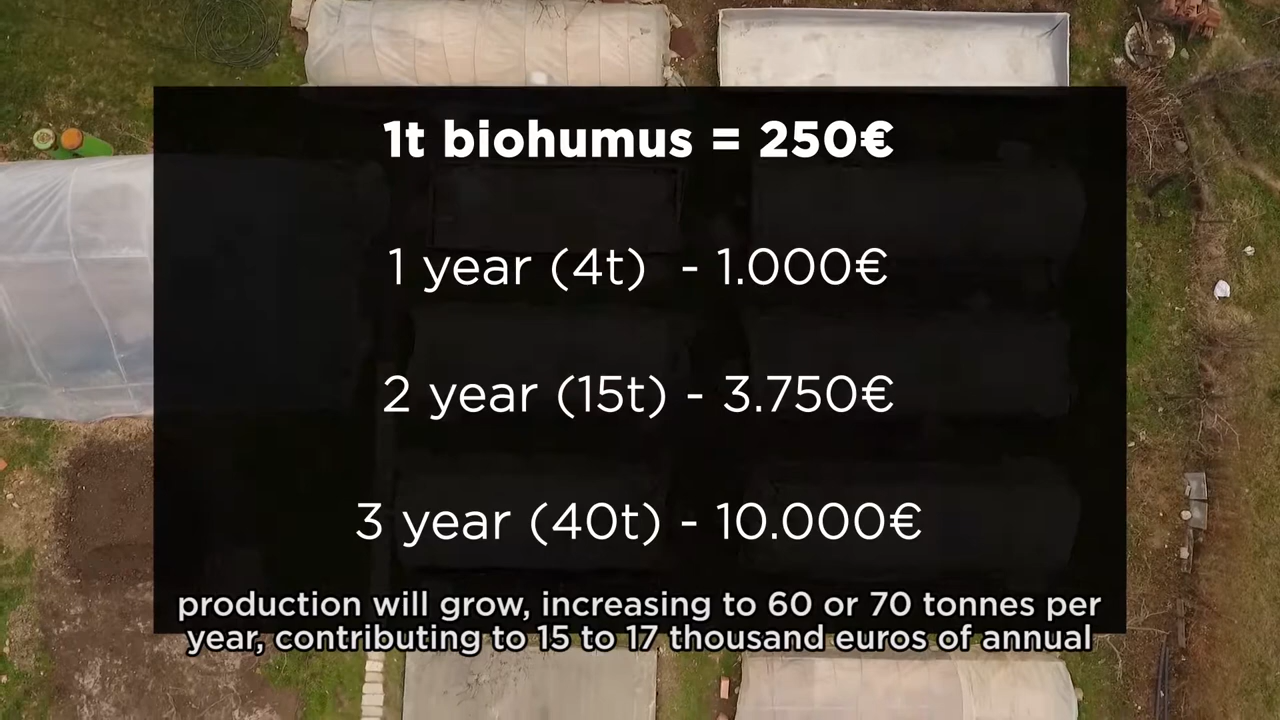 1t biohumus = 250€
1 year (4t) - 1.000€
2 year (15t) - 3.750€
3 year (40t) - 10.000€
production will grow, increasing to 60 or 70 tonnes per
year, contributing to 15 to 17 thousand euros of annual